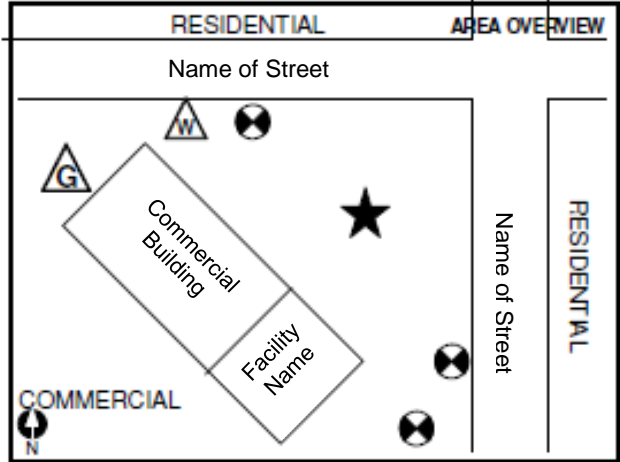 RESIDENTIAL
AREA OVERVIEW
Name of Street
W
G
Commercial
Building
Name of Street
RESIDENTIAL
Facility
Name
COMMERCIAL
N